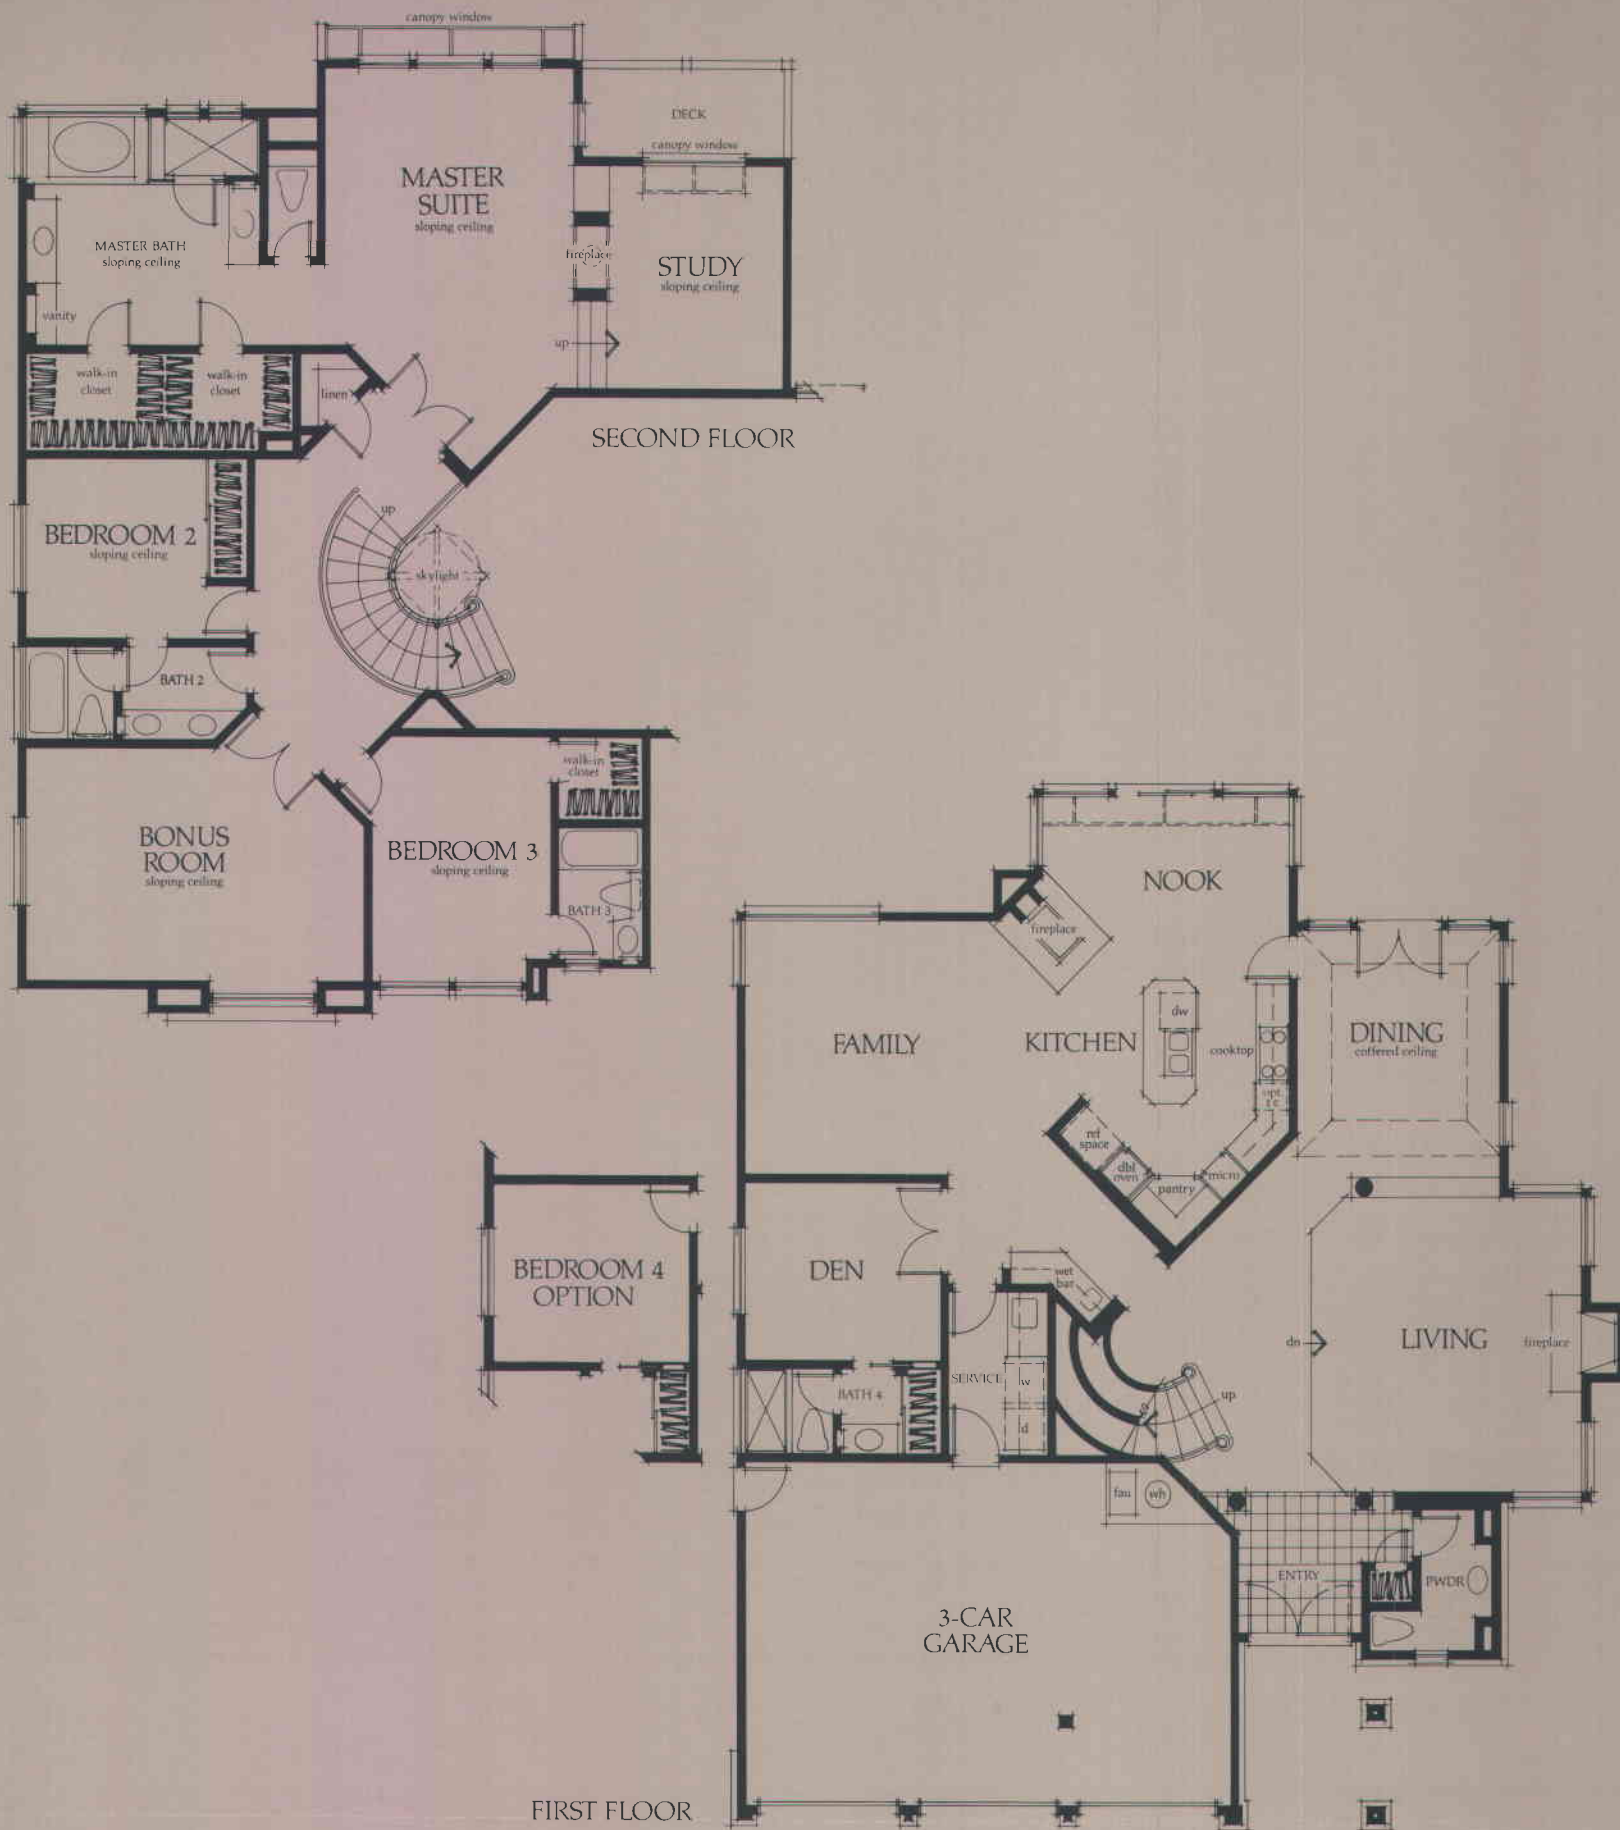 canopy window
DECK
canopy window
MASTER
SUITE
sloping ceiling
MASTER BATH
sloping ceiling
fireplace
STUDY
sloping ceiling
vanity
up
walk-in
closet
walk-in
closet
linen
SECOND FLOOR
up
BEDROOM 2
sloping ceiling
skylight
BATH 2
walk-in
closet
BONUS
ROOM
sloping ceiling
BEDROOM 3
sloping ceiling
BATH 3
NOOK
fireplace
dw
FAMILY
KITCHEN
cooktop
DINING
coffered ceiling
opt.
ref
space
dbl
oven
pantry
micro
BEDROOM 4
OPTION
DEN
wet
bar
dn
LIVING
fireplace
SERVICE
w
BATH 4
up
d
fau
wh
ENTRY
PWDR
3-CAR
GARAGE
FIRST FLOOR